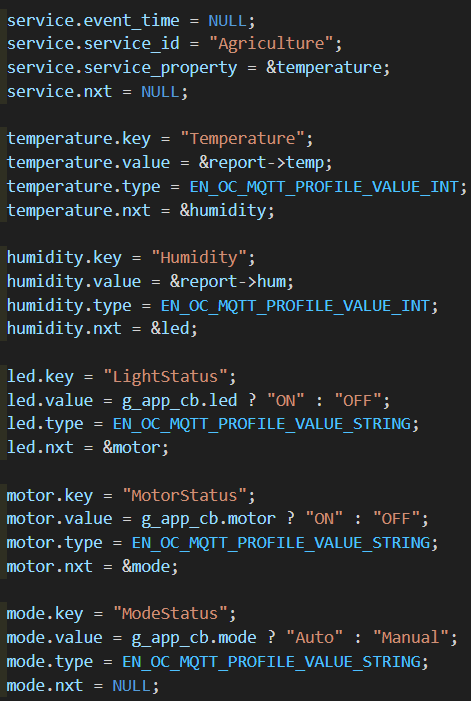 service.event_time = NULL;
service.service_id = "Agriculture";
service.service_property = &temperature;
service.nxt = NULL;

temperature.key = "Temperature";
temperature.value = &report->temp;
temperature.type = EN_OC_MQTT_PROFILE_VALUE_INT;
temperature.nxt = &humidity;

humidity.key = "Humidity";
humidity.value = &report->hum;
humidity.type = EN_OC_MQTT_PROFILE_VALUE_INT;
humidity.nxt = &led;

led.key = "LightStatus";
led.value = g_app_cb.led ? "ON" : "OFF";
led.type = EN_OC_MQTT_PROFILE_VALUE_STRING;
led.nxt = &motor;

motor.key = "MotorStatus";
motor.value = g_app_cb.motor ? "ON" : "OFF";
motor.type = EN_OC_MQTT_PROFILE_VALUE_STRING;
motor.nxt = &mode;

mode.key = "ModeStatus";
mode.value = g_app_cb.mode ? "Auto" : "Manual";
mode.type = EN_OC_MQTT_PROFILE_VALUE_STRING;
mode.nxt = NULL;